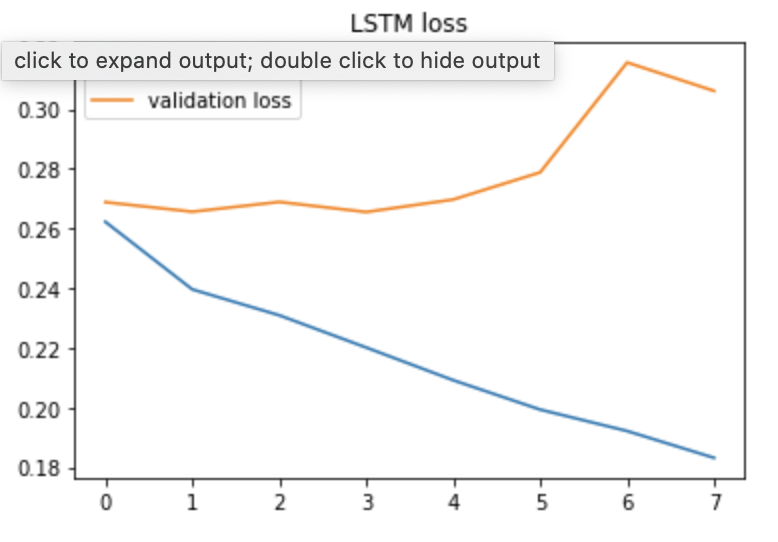 LSTM loss
click to expand output; double click to hide output
validation loss
0.30
0.28
0.26
0.24
0.22
0.20
0.18
0 1 2 3 4 5 6 7